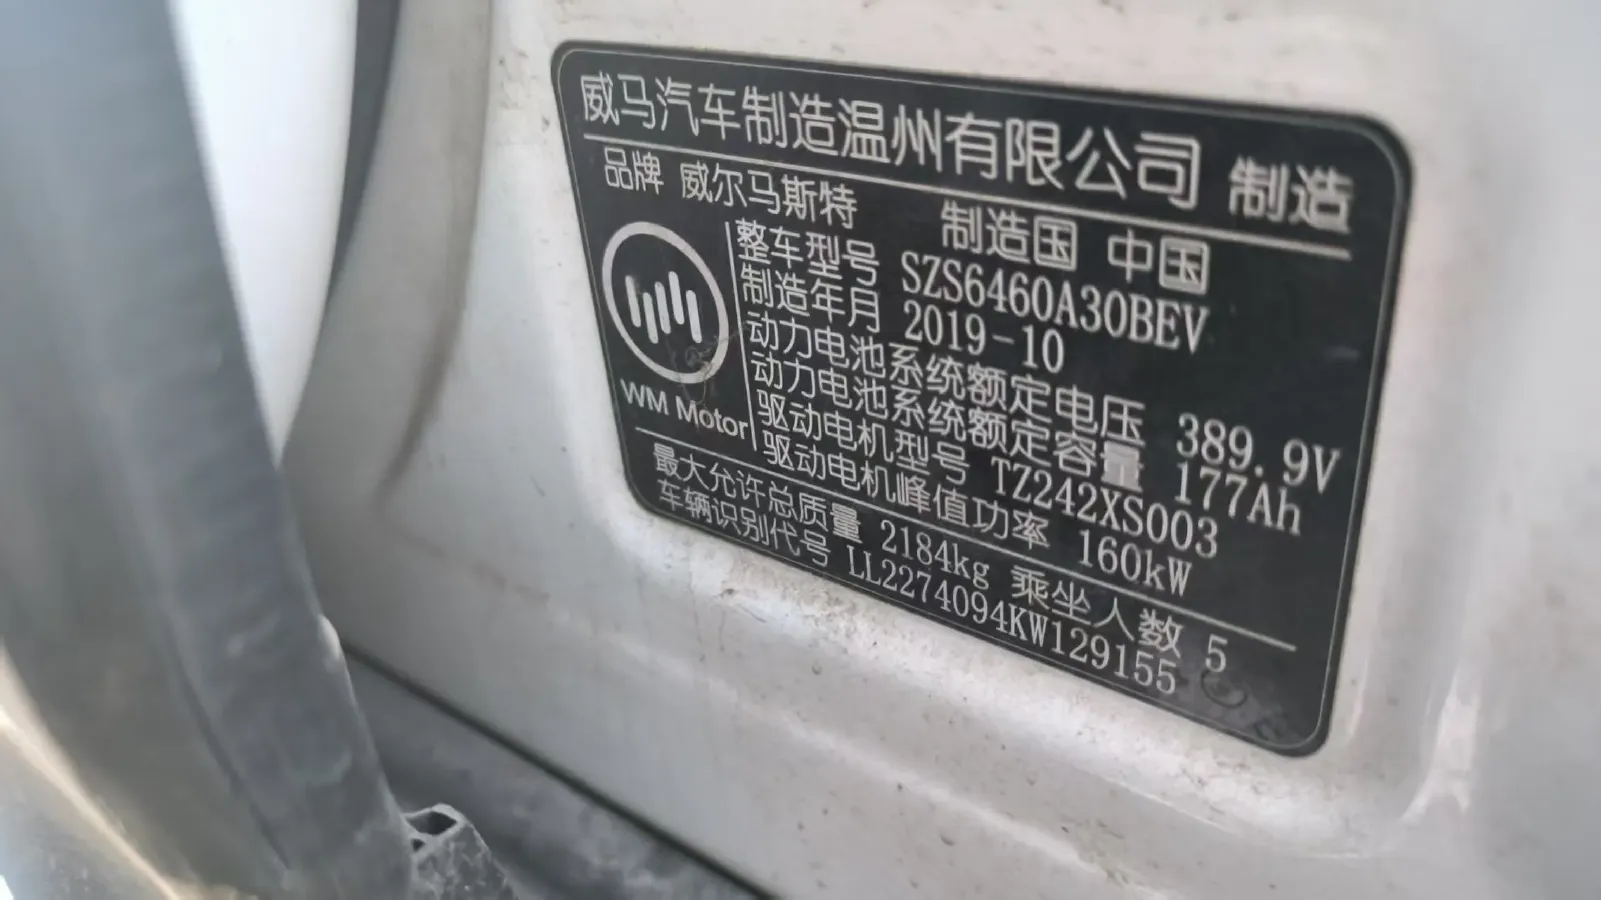 威马汽车制造温州有限公司 制造
品牌 威尔马斯特 制造国 中国
整车型号 SZS6460A30BEV
制造年月 2019-10
动力电池系统额定电压 389.9V
动力电池系统额定容量 177Ah
驱动电机型号 TZ242XS003
驱动电机峰值功率 160kW
WM Motor
最大允许总质量 2184kg 乘坐人数 5
车辆识别代号 LL2274094KW129155